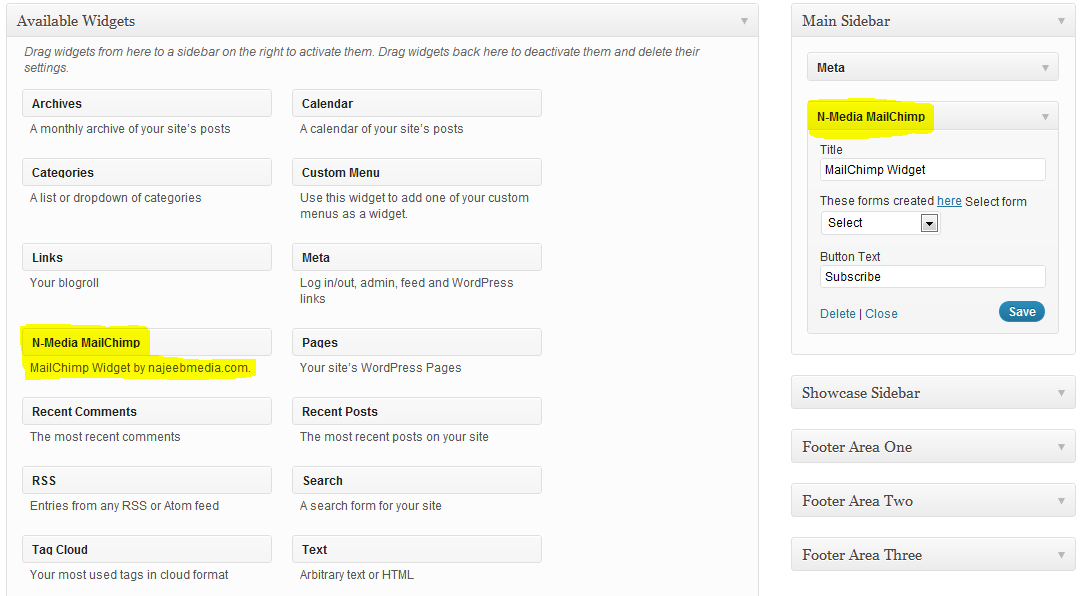 Available Widgets
Drag widgets from here to a sidebar on the right to activate them. Drag widgets back here to deactivate them and delete their
settings.
Archives
A monthly archive of your site's posts
Calendar
A calendar of your site's posts
Categories
A list or dropdown of categories
Custom Menu
Use this widget to add one of your custom
menus as a widget.
Links
Your blogroll
Meta
Log in/out, admin, feed and WordPress
links
N-Media MailChimp
MailChimp Widget by najeebmedia.com.
Pages
Your site's WordPress Pages
Recent Comments
The most recent comments
Recent Posts
The most recent posts on your site
RSS
Entries from any RSS or Atom feed
Search
A search form for your site
Tag Cloud
Your most used tags in cloud format
Text
Arbitrary text or HTML
Main Sidebar
Meta
N-Media MailChimp
Title
MailChimp Widget
These forms created here Select form
Select
Button Text
Subscribe
Delete | Close
Save
Showcase Sidebar
Footer Area One
Footer Area Two
Footer Area Three